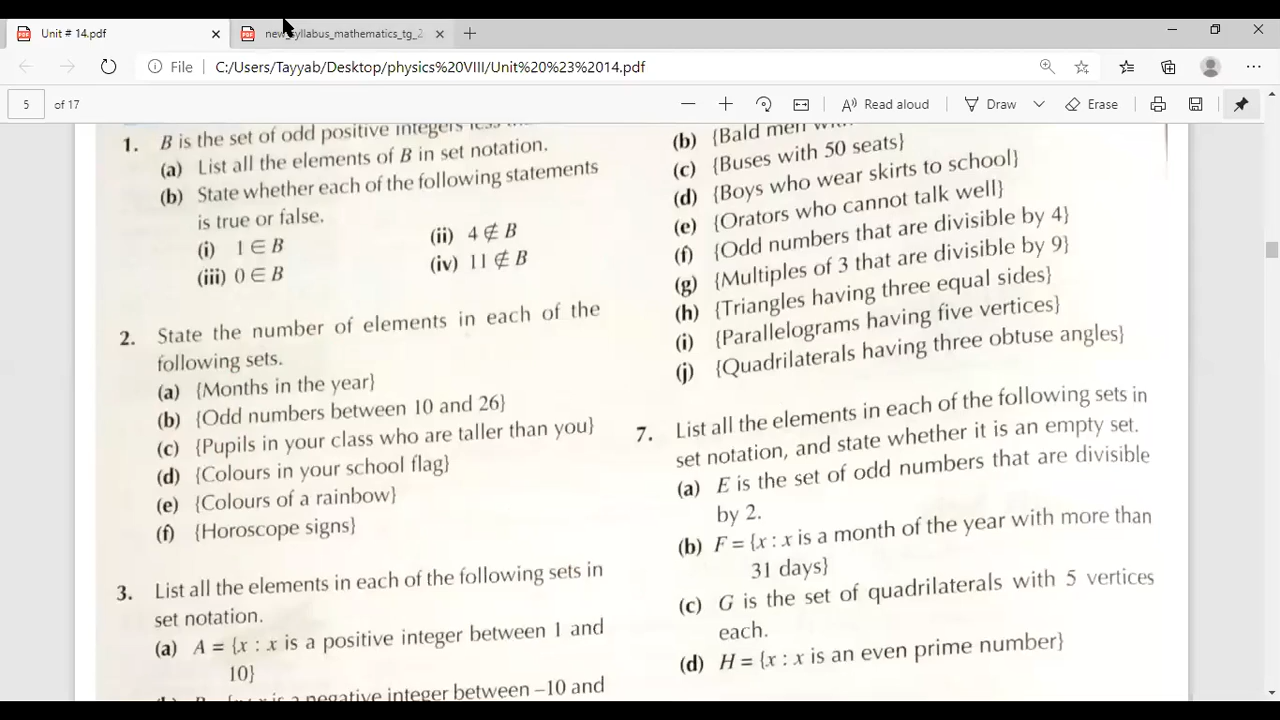 Unit # 14.pdf
new_syllabus_mathematics_tg_2
File C:/Users/Tayyab/Desktop/physics%20VIII/Unit%20%23%2014.pdf
5 of 17
Read aloud
Draw
Erase
1. B is the set of odd positive integers less
(a) List all the elements of B in set notation.
(b) State whether each of the following statements
is true or false.
(i) 1 ∈ B
(ii) 4 ∉ B
(iii) 0 ∈ B
(iv) 11 ∉ B
2. State the number of elements in each of the
following sets.
(a) {Months in the year}
(b) {Odd numbers between 10 and 26}
(c) {Pupils in your class who are taller than you}
(d) {Colours in your school flag}
(e) {Colours of a rainbow}
(f) {Horoscope signs}
3. List all the elements in each of the following sets in
set notation.
(a) A = {x : x is a positive integer between 1 and
10}
is a negative integer between –10 and
(b) {Bald men
(c) {Buses with 50 seats}
(d) {Boys who wear skirts to school}
(e) {Orators who cannot talk well}
(f) {Odd numbers that are divisible by 4}
(g) {Multiples of 3 that are divisible by 9}
(h) {Triangles having three equal sides}
(i) {Parallelograms having five vertices}
(j) {Quadrilaterals having three obtuse angles}
7. List all the elements in each of the following sets in
set notation, and state whether it is an empty set.
(a) E is the set of odd numbers that are divisible
by 2.
(b) F = {x : x is a month of the year with more than
31 days}
(c) G is the set of quadrilaterals with 5 vertices
each.
(d) H = {x : x is an even prime number}